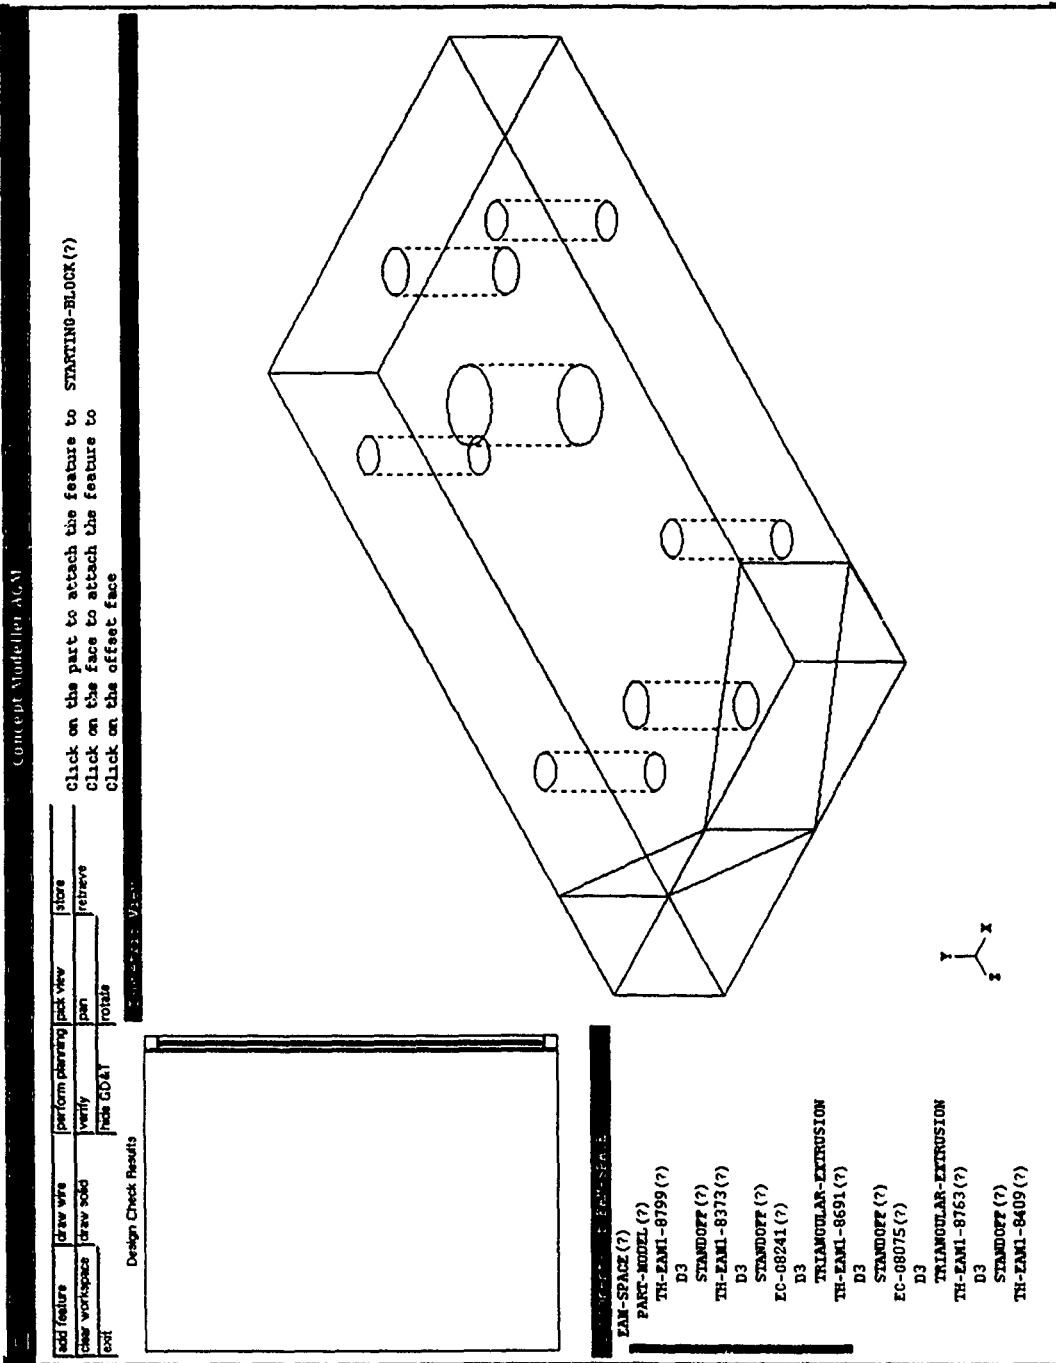 Concept Modeller AGM
add feature
draw wire
perform planning
pick view
store
clear workspace
draw solid
verify
pan
retrieve
exit
hide GD&T
rotate
Click on the part to attach the feature to STARTING-BLOCK(?)
Click on the face to attach the feature to
Click on the offset face
Design Check Results
View
EAM-SPACE(?)
PART-MODEL(?)
TH-EAM1-8799(?)
D3
STANDOFF(?)
TH-EAM1-8373(?)
D3
STANDOFF(?)
EC-08241(?)
D3
TRIANGULAR-EXTRUSION
TH-EAM1-8691(?)
D3
STANDOFF(?)
EC-08075(?)
D3
TRIANGULAR-EXTRUSION
TH-EAM1-8763(?)
D3
STANDOFF(?)
TH-EAM1-8409(?)
Y
X
Z